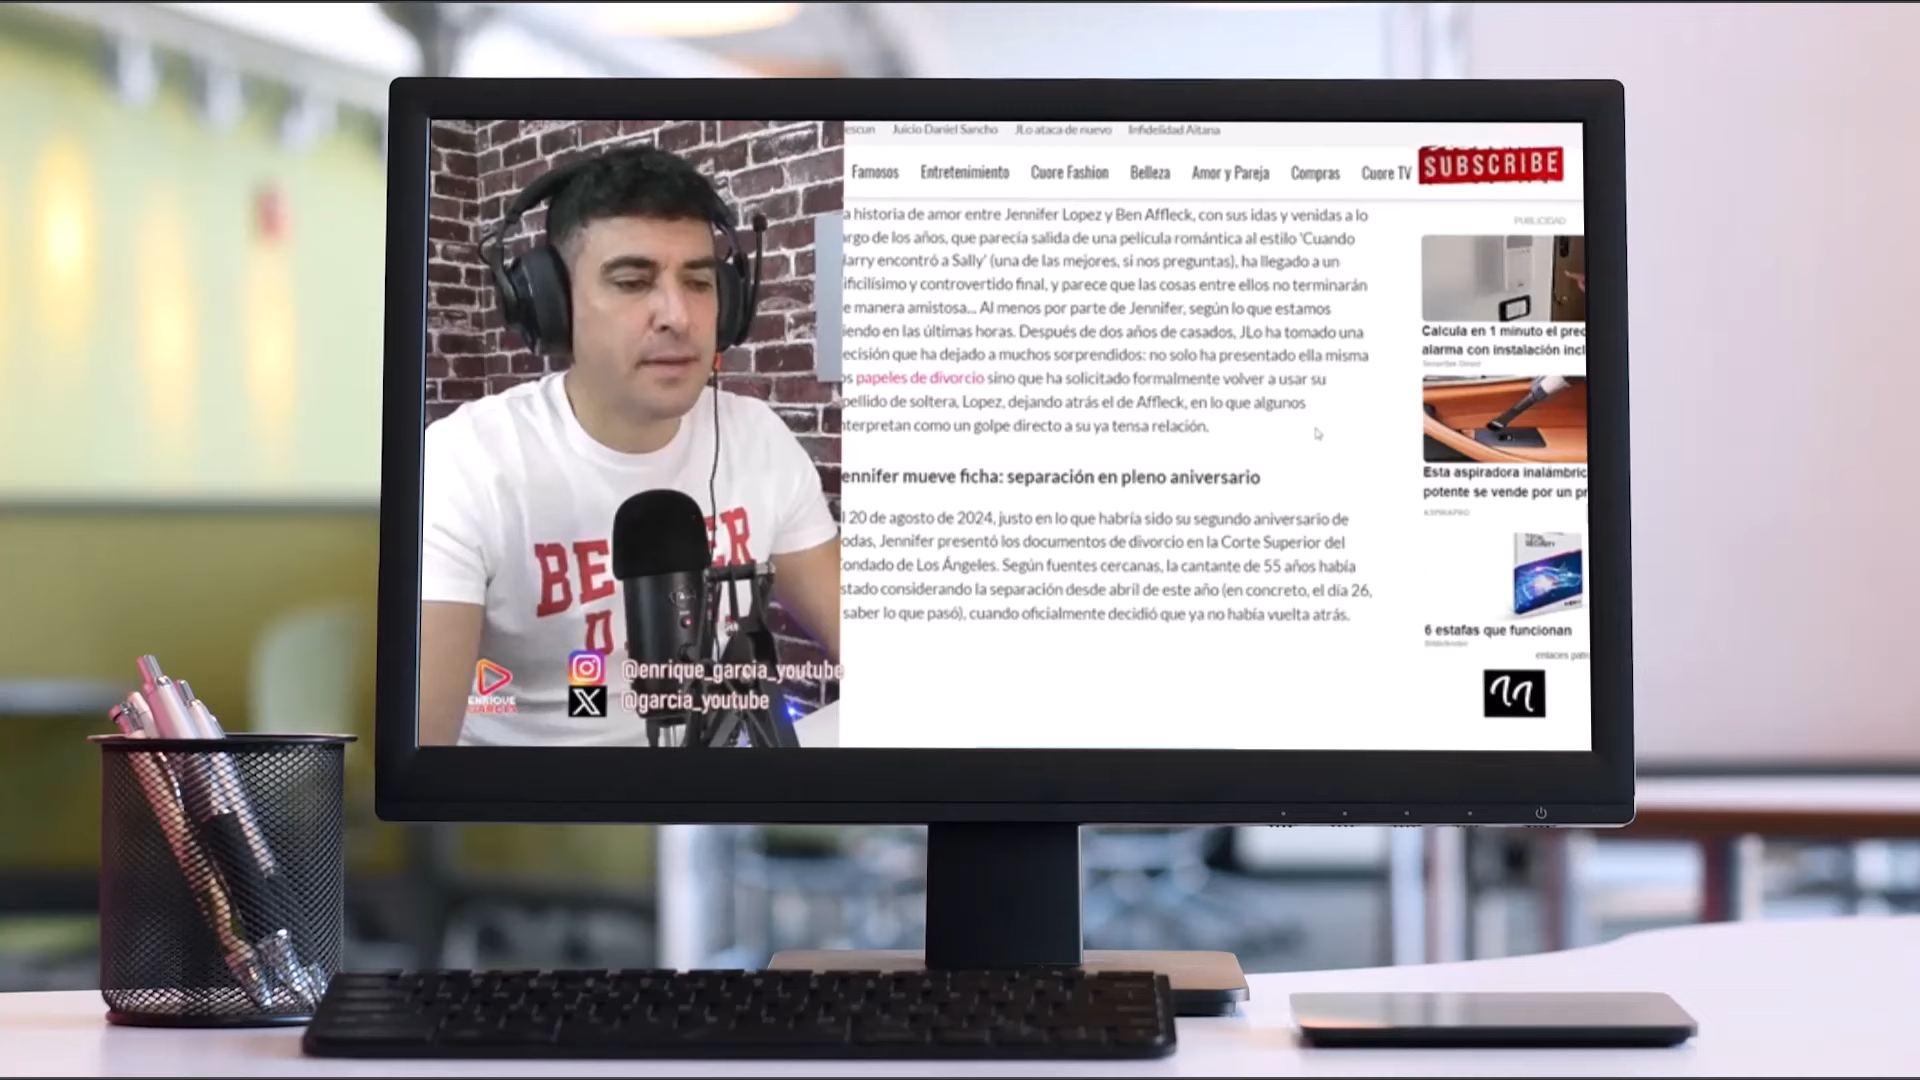 escun Juicio Daniel Sancho JLo ataca de nuevo Infidelidad Aitana
Famosos Entretenimiento Cuore Fashion Belleza Amor y Pareja Compras Cuore TV
SUBSCRIBE
a historia de amor entre Jennifer Lopez y Ben Affleck, con sus idas y venidas a lo
rgo de los años, que parecía salida de una película romántica al estilo 'Cuando
Harry encontró a Sally' (una de las mejores, si nos preguntas), ha llegado a un
ificilísimo y controvertido final, y parece que las cosas entre ellos no terminarán
e manera amistosa... Al menos por parte de Jennifer, según lo que estamos
iendo en las últimas horas. Después de dos años de casados, JLo ha tomado una
ecisión que ha dejado a muchos sorprendidos: no solo ha presentado ella misma
os papeles de divorcio sino que ha solicitado formalmente volver a usar su
pellido de soltera, Lopez, dejando atrás el de Affleck, en lo que algunos
nterpretan como un golpe directo a su ya tensa relación.
ennifer mueve ficha: separación en pleno aniversario
l 20 de agosto de 2024, justo en lo que habría sido su segundo aniversario de
odas, Jennifer presentó los documentos de divorcio en la Corte Superior del
Condado de Los Ángeles. Según fuentes cercanas, la cantante de 55 años había
stado considerando la separación desde abril de este año (en concreto, el día 26,
saber lo que pasó), cuando oficialmente decidió que ya no había vuelta atrás.
PUBLICIDAD
Calcula en 1 minuto el prec
alarma con instalación incl
Esta aspiradora inalámbric
potente se vende por un pr
TOTAL
SECURITY
6 estafas que funcionan
enlaces patro
BE ER
@enrique_garcia_youtube
@garcia_youtube
ENRIQUE
GARCIA